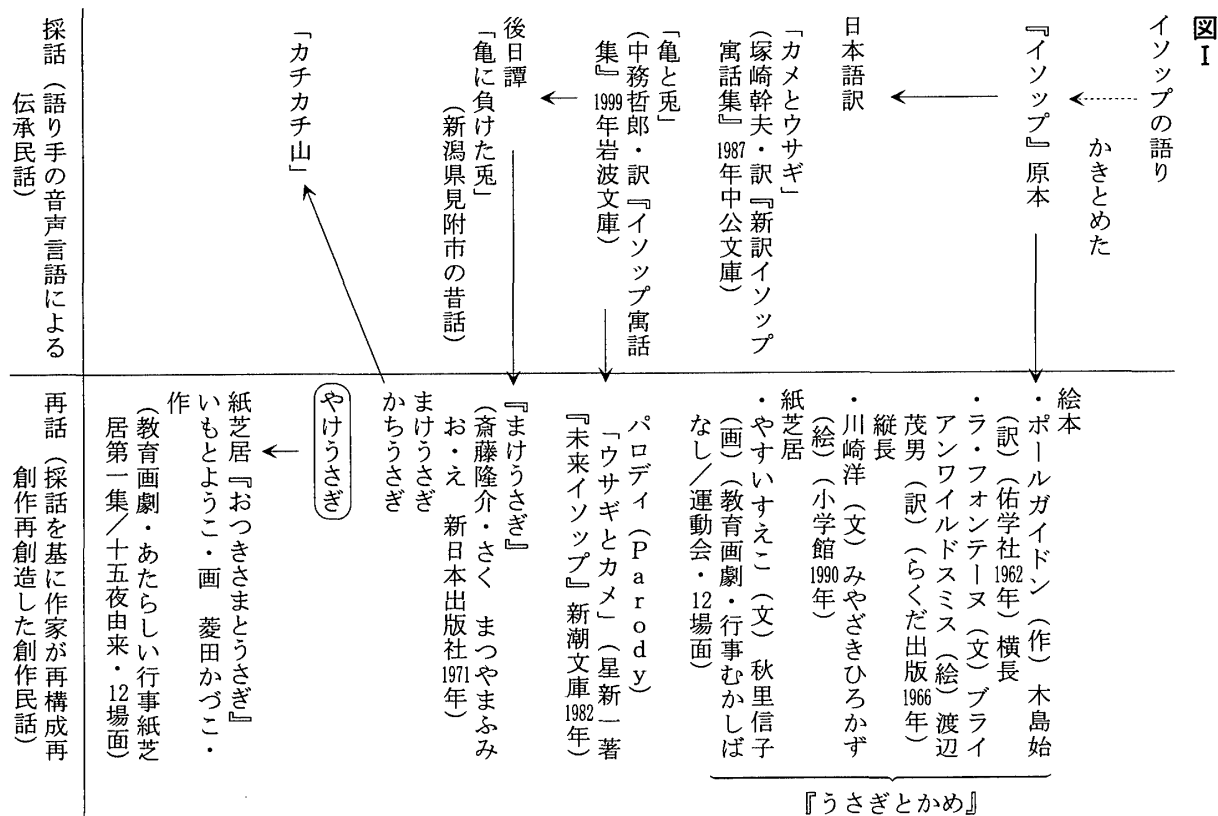 図I
イソップの語り
かきとめた
『イソップ』原本
日本語訳
「カメとウサギ」
(塚崎幹夫・訳『新訳イソップ
寓話集』1987年中公文庫)
「亀と兎」
(中務哲郎・訳『イソップ寓話
集』1999年岩波文庫)
後日譚
「亀に負けた兎」
(新潟県見附市の昔話)
「カチカチ山」
採話(語り手の音声言語による
伝承民話)
絵本
・ポールガイドン(作)木島始
(訳)(佑学社1962年)横長
・ラ・フォンテーヌ(文)ブライ
アンワイルドスミス(絵)渡辺
茂男(訳)(らくだ出版1966年)
縦長
・川崎洋(文)みやざきひろかず
(絵)(小学館1990年)
紙芝居
・やすいすえこ(文)秋里信子
(画)(教育画劇・行事むかしば
なし/運動会・12場面)
『うさぎとかめ』
パロディ(Parody)
「ウサギとカメ」(星新一著
『未来イソップ』新潮文庫1982年)
『まけうさぎ』
(斎藤隆介・さく まつやまふみ
お・え 新日本出版社1971年)
まけうさぎ
かちうさぎ
やけうさぎ
紙芝居『おつきさまとうさぎ』
いもとようこ・画 菱田かづこ・
作
(教育画劇・あたらしい行事紙芝
居第一集/十五夜由来・12場面)
再話(採話を基に作家が再構成再
創作再創造した創作民話)